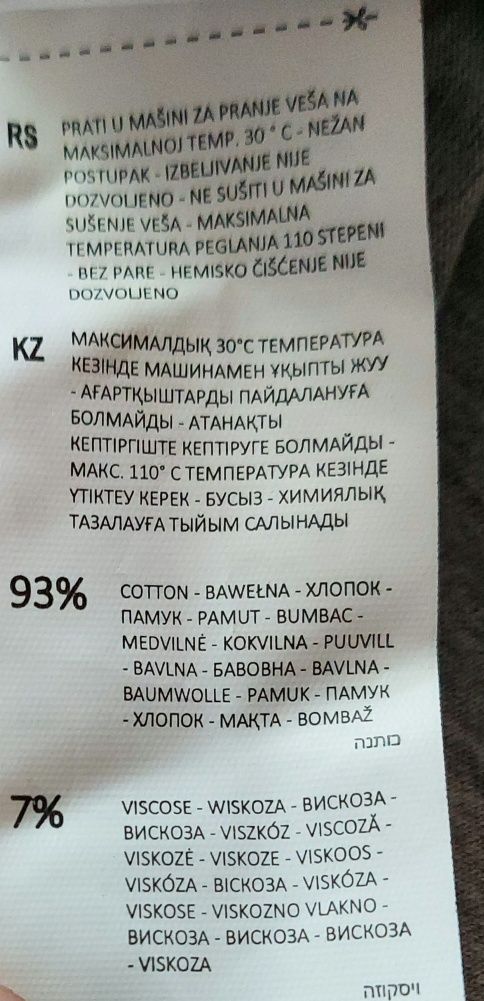 RS PRATI U MAŠINI ZA PRANJE VEŠA NA
MAKSIMALNOJ TEMP. 30 ° C - NEŽAN
POSTUPAK - IZBELJIVANJE NIJE
DOZVOLJENO - NE SUŠITI U MAŠINI ZA
SUŠENJE VEŠA - MAKSIMALNA
TEMPERATURA PEGLANJA 110 STEPENI
- BEZ PARE - HEMISKO ČIŠĆENJE NIJE
DOZVOLJENO
KZ МАКСИМАЛДЫҚ 30°С ТЕМПЕРАТУРА
КЕЗІНДЕ МАШИНАМЕН ҰҚЫПТЫ ЖУУ
- АҒАРТҚЫШТАРДЫ ПАЙДАЛАНУҒА
БОЛМАЙДЫ - АТАНАҚТЫ
КЕПТІРГІШТЕ КЕПТІРУГЕ БОЛМАЙДЫ -
МАКС. 110° С ТЕМПЕРАТУРА КЕЗІНДЕ
ҮТІКТЕУ КЕРЕК - БУСЫЗ - ХИМИЯЛЫҚ
ТАЗАЛАУҒА ТЫЙЫМ САЛЫНАДЫ
93% COTTON - BAWEŁNA - ХЛОПОК -
ПАМУК - PAMUT - BUMBAC -
MEDVILNĖ - KOKVILNA - PUUVILL
- BAVLNA - БАВОВНА - BAVLNA -
BAUMWOLLE - PAMUK - ПАМУК
- ХЛОПОК - МАҚТА - BOMBAŽ
כותנה
7% VISCOSE - WISKOZA - ВИСКОЗА -
ВИСКОЗА - VISZKÓZ - VISCOZĂ -
VISKOZĖ - VISKOZE - VISKOOS -
VISKÓZA - ВІСКОЗА - VISKÓZA -
VISKOSE - VISKOZNO VLAKNO -
ВИСКОЗА - ВИСКОЗА - ВИСКОЗА
- VISKOZA
ויסקוזה